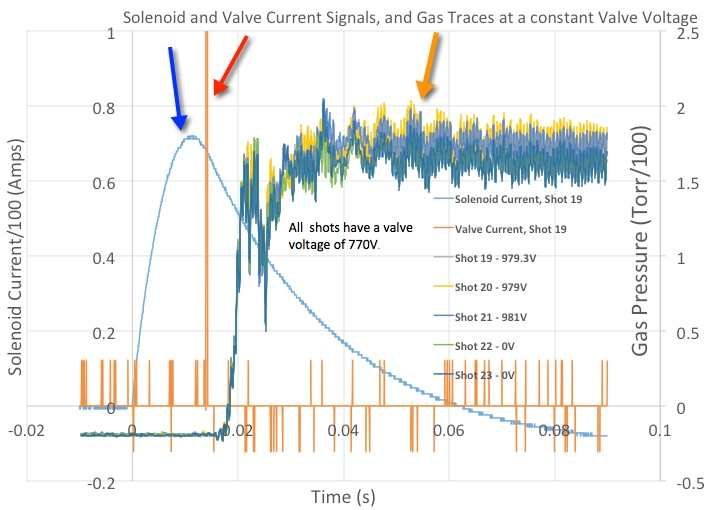 Solenoid and Valve Current Signals, and Gas Traces at a constant Valve Voltage
1
0.8
0.6
0.4
0.2
0
-0.2
Solenoid Current/100 (Amps)
2.5
2
1.5
1
0.5
0
-0.5
Gas Pressure (Torr/100)
All shots have a valve
voltage of 770V.
Solenoid Current, Shot 19
Valve Current, Shot 19
Shot 19 - 979.3V
Shot 20 - 979V
Shot 21 - 981V
Shot 22 - 0V
Shot 23 - 0V
-0.02
0
0.02
0.04
0.06
0.08
0.1
Time (s)